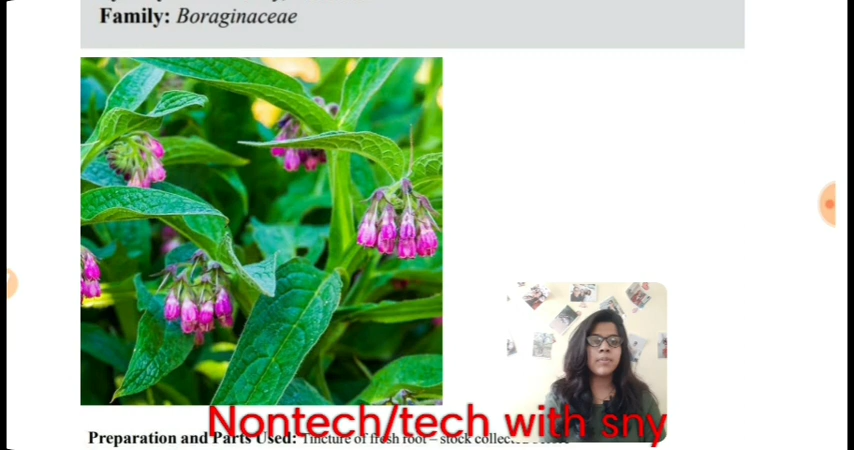 Family: Boraginaceae
Nontech/tech with sny
Preparation and Parts Used: Tincture of fresh root – stock collected